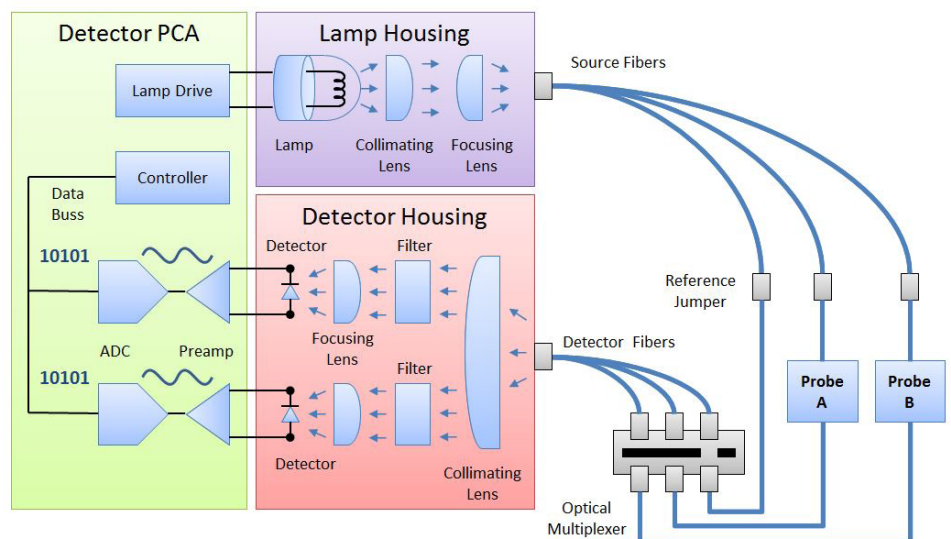 Detector PCA
Lamp Drive
Controller
Data
Buss
10101
ADC
Preamp
10101
Lamp Housing
Lamp
Collimating
Lens
Focusing
Lens
Detector Housing
Detector
Filter
Focusing
Lens
Filter
Detector
Collimating
Lens
Source Fibers
Reference
Jumper
Detector Fibers
Probe
A
Probe
B
Optical
Multiplexer